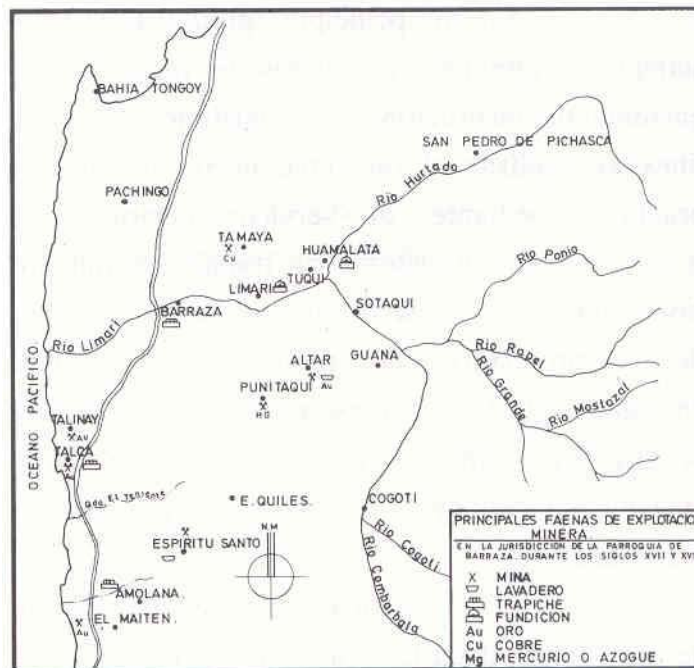 BAHIA TONGOY
SAN PEDRO DE PICHASCA
Rio Hurtado
PACHINGO
TAMAYA
Cu
HUAMALATA
Rio Ponio
TUQUI
LIMARI
BARRAZA
SOTAQUI
Rio Limari
Rio Rapel
ALTAR
GUANA
Au
PUNITAQUI
HG
Rio Grande
Rio Mostazal
OCEANO PACIFICO
TALINAY
Au
TALCA
Qda. EL TENIENTE
E. QUILES.
COGOTI
N.M
ESPIRITU SANTO
Rio Cogoti
Rio Combarbala
AMOLANA.
EL MAITEN.
Au
PRINCIPALES FAENAS DE EXPLOTACIO
MINERA.
EN LA JURISDICCION DE LA PARROQUIA DE
BARRAZA DURANTE LOS SIGLOS XVII Y XVI
MINA
LAVADERO
TRAPICHE
FUNDICION
Au ORO
Cu COBRE
Mg MERCURIO O AZOGUE.